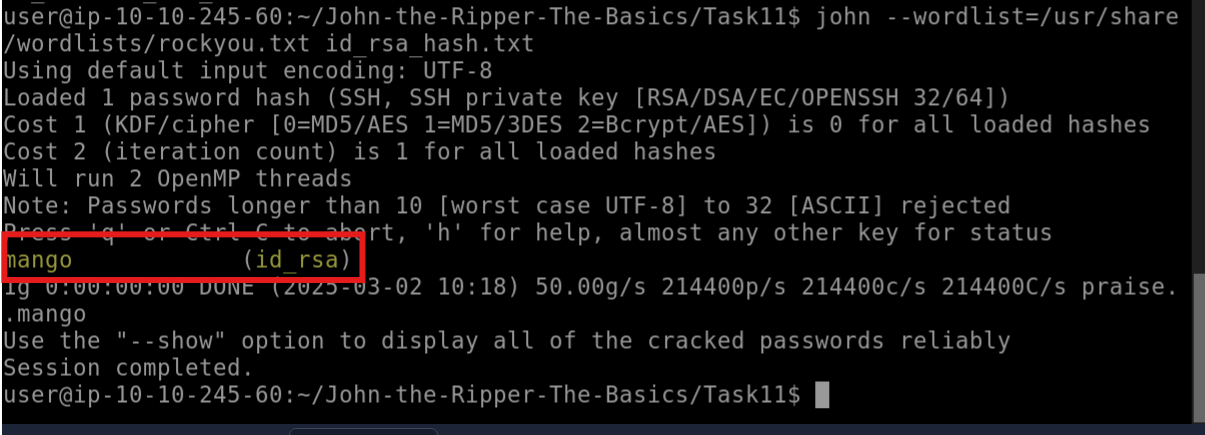 user@ip-10-10-245-60:~/John-the-Ripper-The-Basics/Task11$ john --wordlist=/usr/share
/wordlists/rockyou.txt id_rsa_hash.txt
Using default input encoding: UTF-8
Loaded 1 password hash (SSH, SSH private key [RSA/DSA/EC/OPENSSH 32/64])
Cost 1 (KDF/cipher [0=MD5/AES 1=MD5/3DES 2=Bcrypt/AES]) is 0 for all loaded hashes
Cost 2 (iteration count) is 1 for all loaded hashes
Will run 2 OpenMP threads
Note: Passwords longer than 10 [worst case UTF-8] to 32 [ASCII] rejected
Press 'q' or Ctrl-C to abort, 'h' for help, almost any other key for status
mango            (id_rsa)
1g 0:00:00:00 DONE (2025-03-02 10:18) 50.00g/s 214400p/s 214400c/s 214400C/s praise.
.mango
Use the "--show" option to display all of the cracked passwords reliably
Session completed.
user@ip-10-10-245-60:~/John-the-Ripper-The-Basics/Task11$